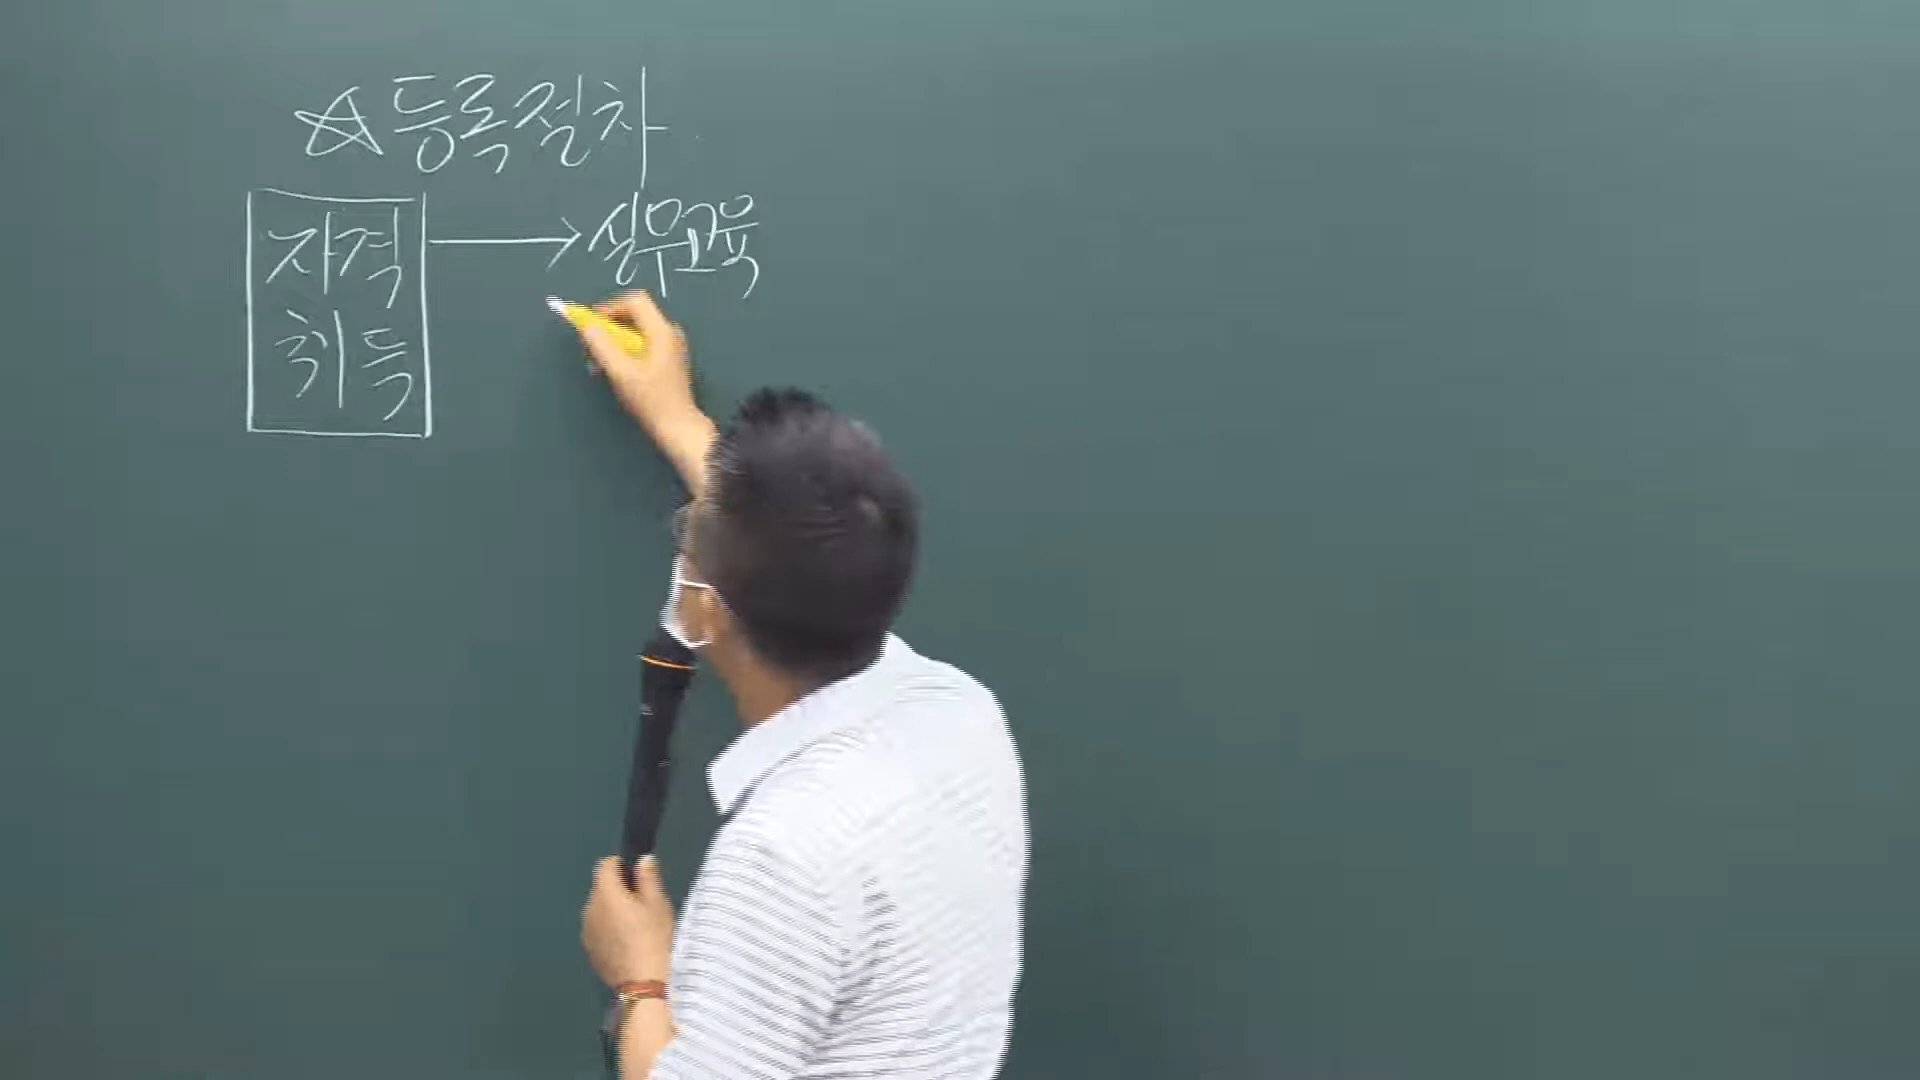 ☆등록절차
자격 → 실무교육
취득